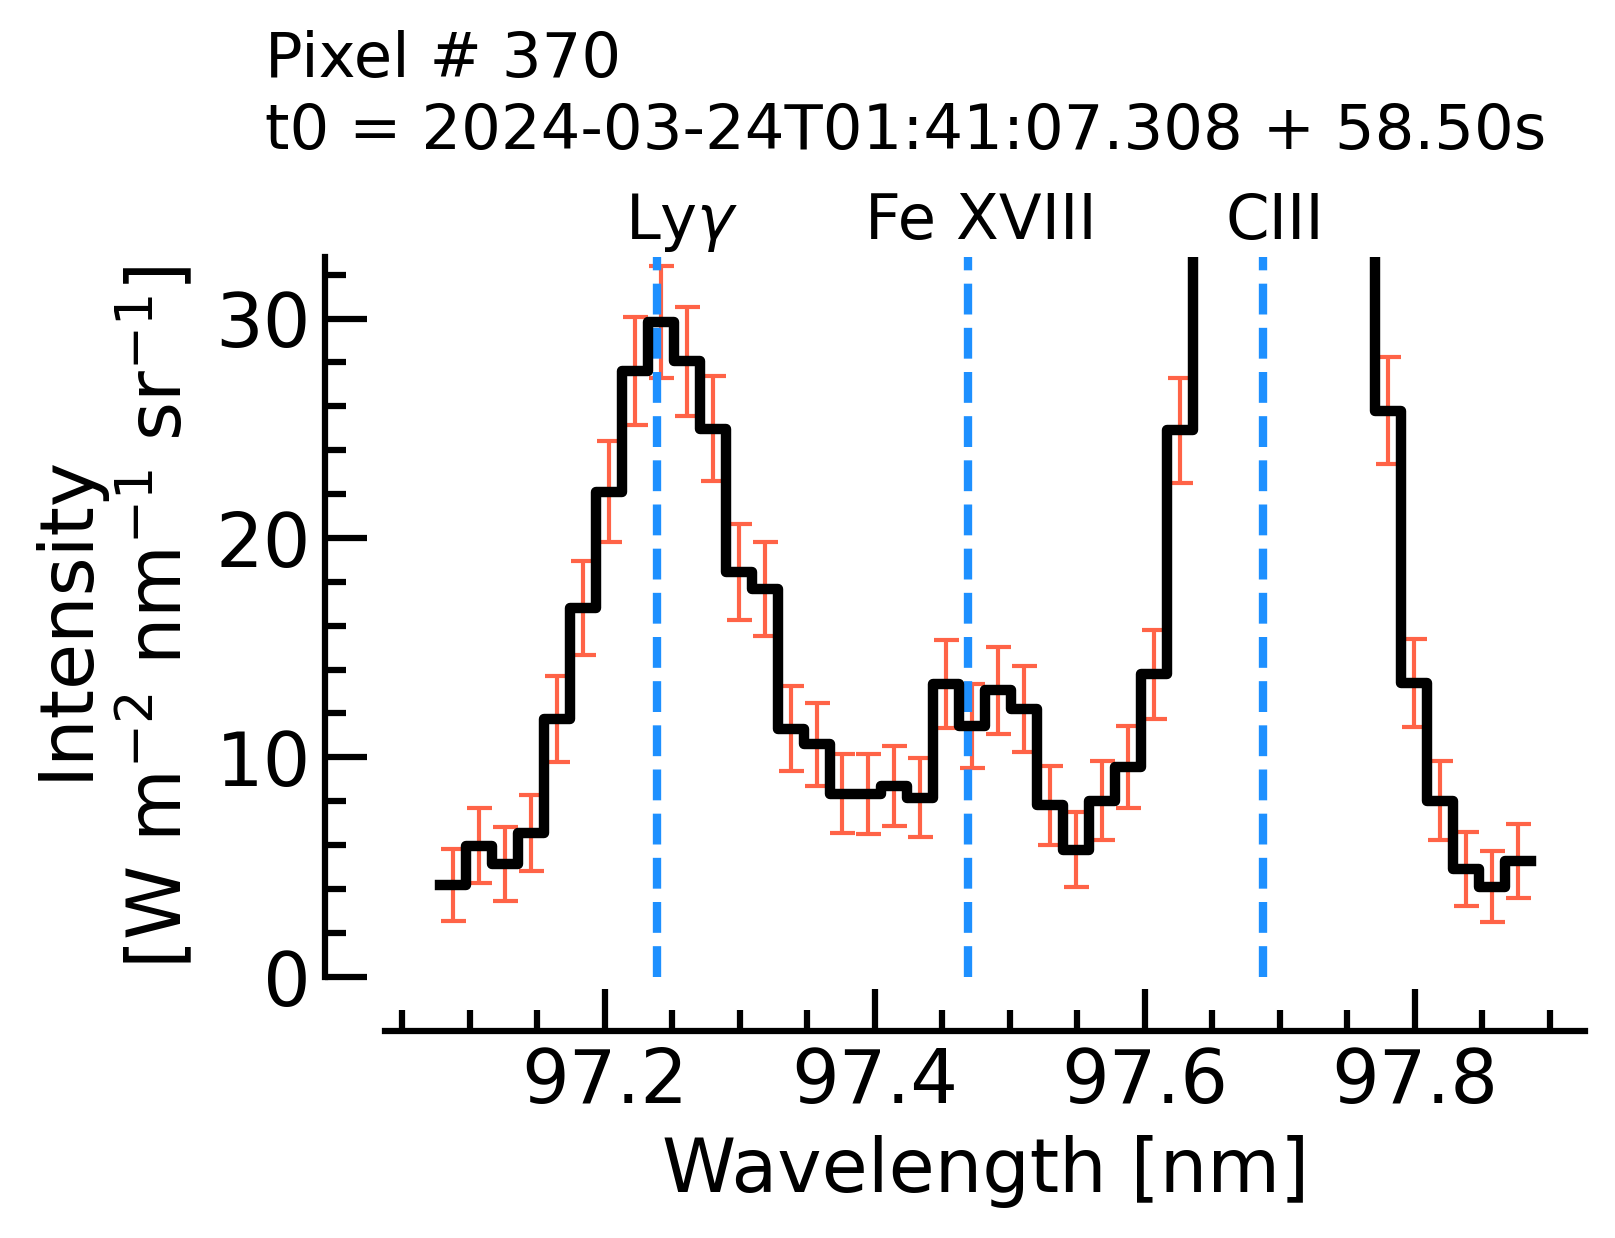 Pixel # 370
t0 = 2024-03-24T01:41:07.308 + 58.50s
Lyγ Fe XVIII CIII
Intensity
[W m⁻² nm⁻¹ sr⁻¹]
30
20
10
0
97.2 97.4 97.6 97.8
Wavelength [nm]